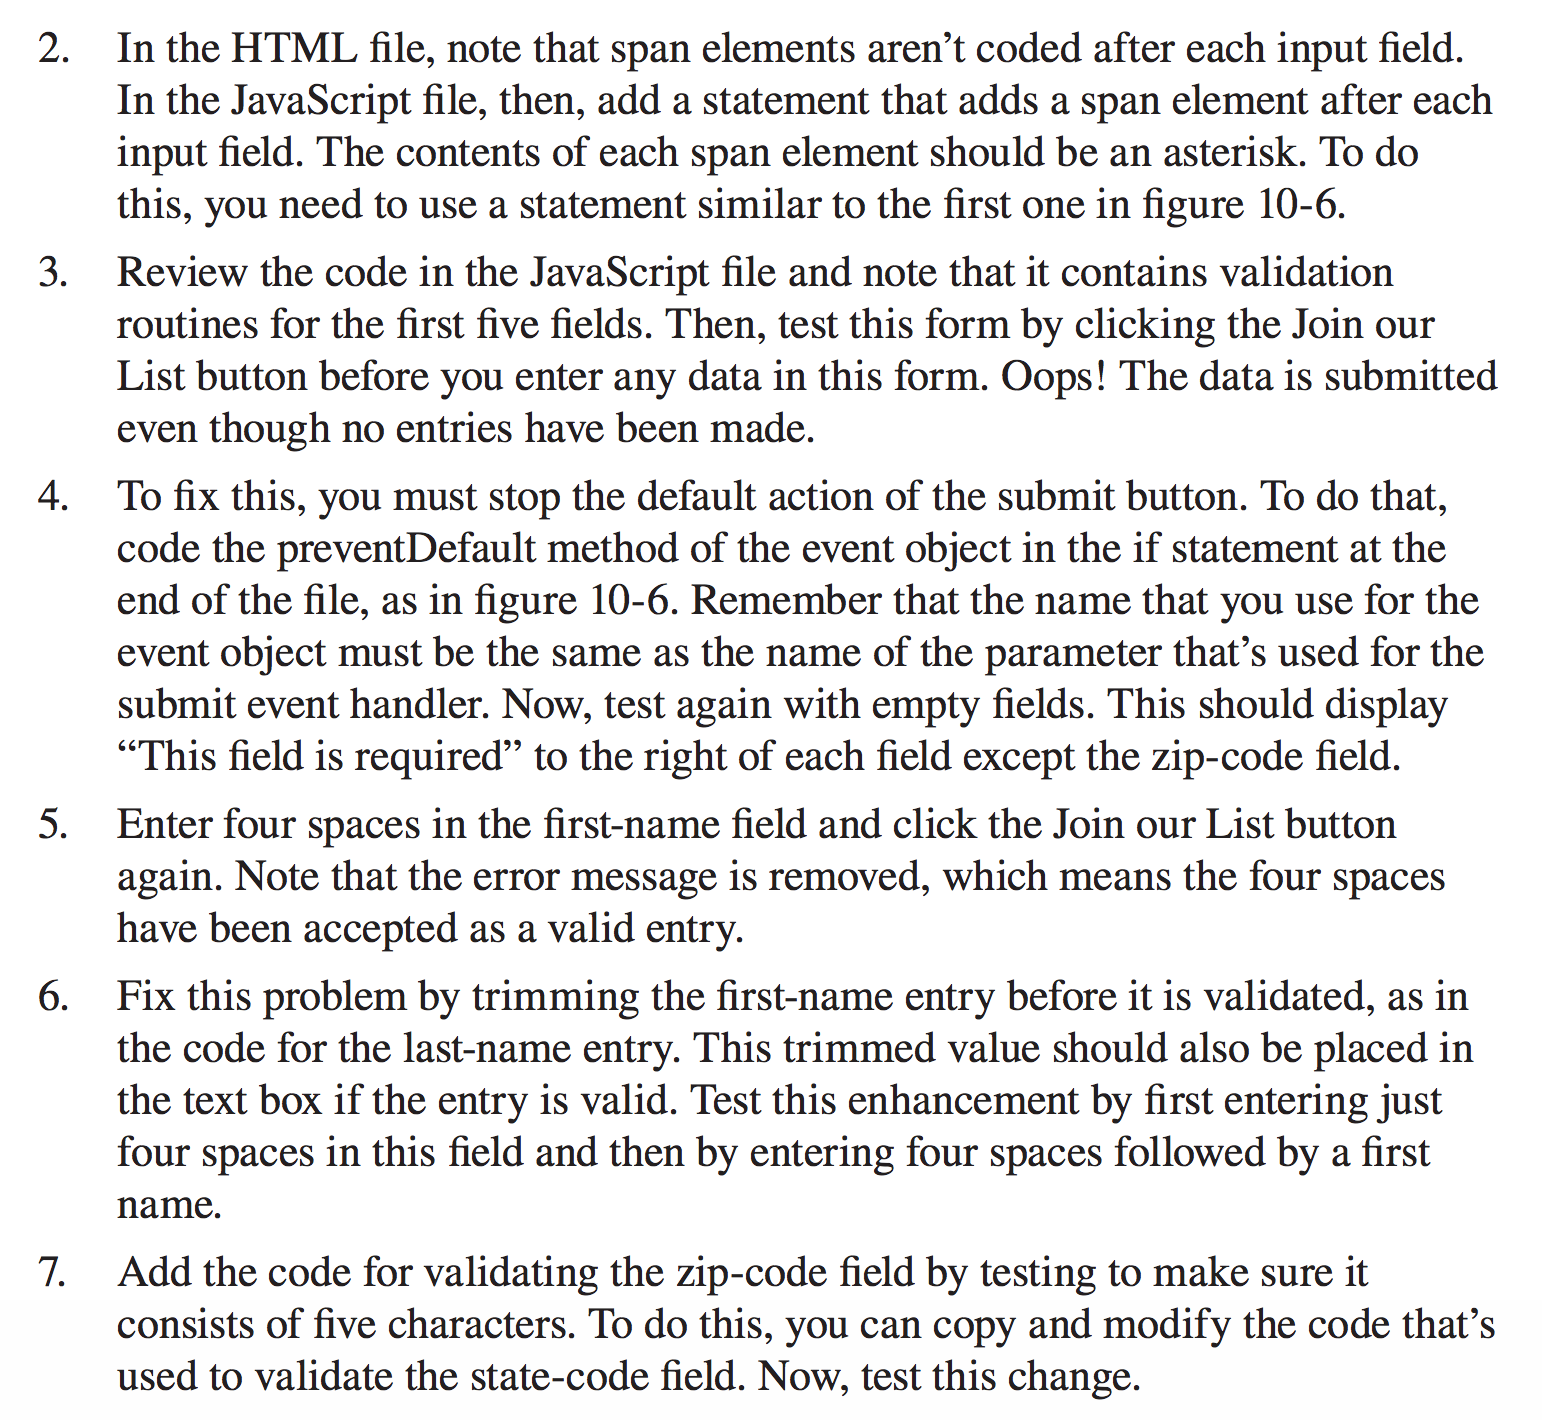 2. In the HTML file, note that span elements aren’t coded after each input field.
In the JavaScript file, then, add a statement that adds a span element after each
input field. The contents of each span element should be an asterisk. To do
this, you need to use a statement similar to the first one in figure 10-6.
3. Review the code in the JavaScript file and note that it contains validation
routines for the first five fields. Then, test this form by clicking the Join our
List button before you enter any data in this form. Oops! The data is submitted
even though no entries have been made.
4. To fix this, you must stop the default action of the submit button. To do that,
code the preventDefault method of the event object in the if statement at the
end of the file, as in figure 10-6. Remember that the name that you use for the
event object must be the same as the name of the parameter that’s used for the
submit event handler. Now, test again with empty fields. This should display
“This field is required” to the right of each field except the zip-code field.
5. Enter four spaces in the first-name field and click the Join our List button
again. Note that the error message is removed, which means the four spaces
have been accepted as a valid entry.
6. Fix this problem by trimming the first-name entry before it is validated, as in
the code for the last-name entry. This trimmed value should also be placed in
the text box if the entry is valid. Test this enhancement by first entering just
four spaces in this field and then by entering four spaces followed by a first
name.
7. Add the code for validating the zip-code field by testing to make sure it
consists of five characters. To do this, you can copy and modify the code that’s
used to validate the state-code field. Now, test this change.